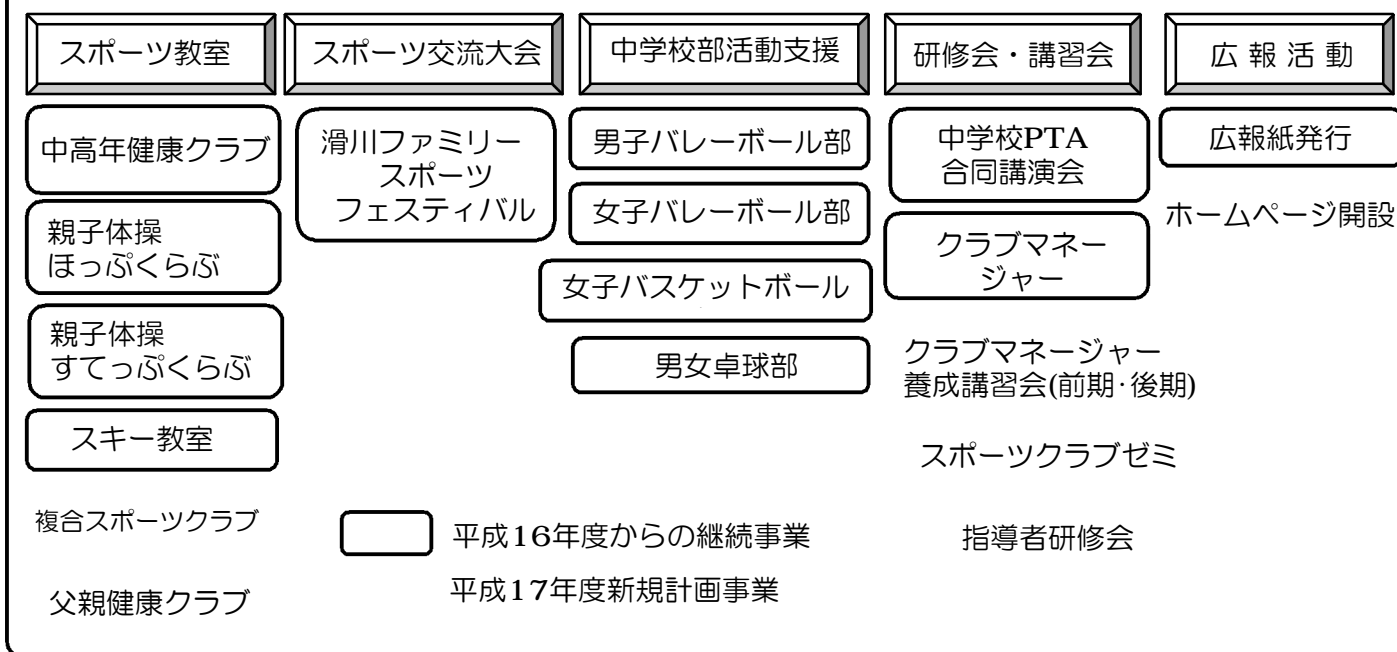 スポーツ教室
スポーツ交流大会
中学校部活動支援
研修会・講習会
広 報 活 動
中高年健康クラブ
親子体操
ほっぷくらぶ
親子体操
すてっぷくらぶ
スキー教室
複合スポーツクラブ
父親健康クラブ
滑川ファミリー
スポーツ
フェスティバル
男子バレーボール部
女子バレーボール部
女子バスケットボール
男女卓球部
中学校PTA
合同講演会
クラブマネー
ジャー
クラブマネージャー
養成講習会(前期･後期)
スポーツクラブゼミ
指導者研修会
広報紙発行
ホームページ開設
平成16年度からの継続事業
平成17年度新規計画事業